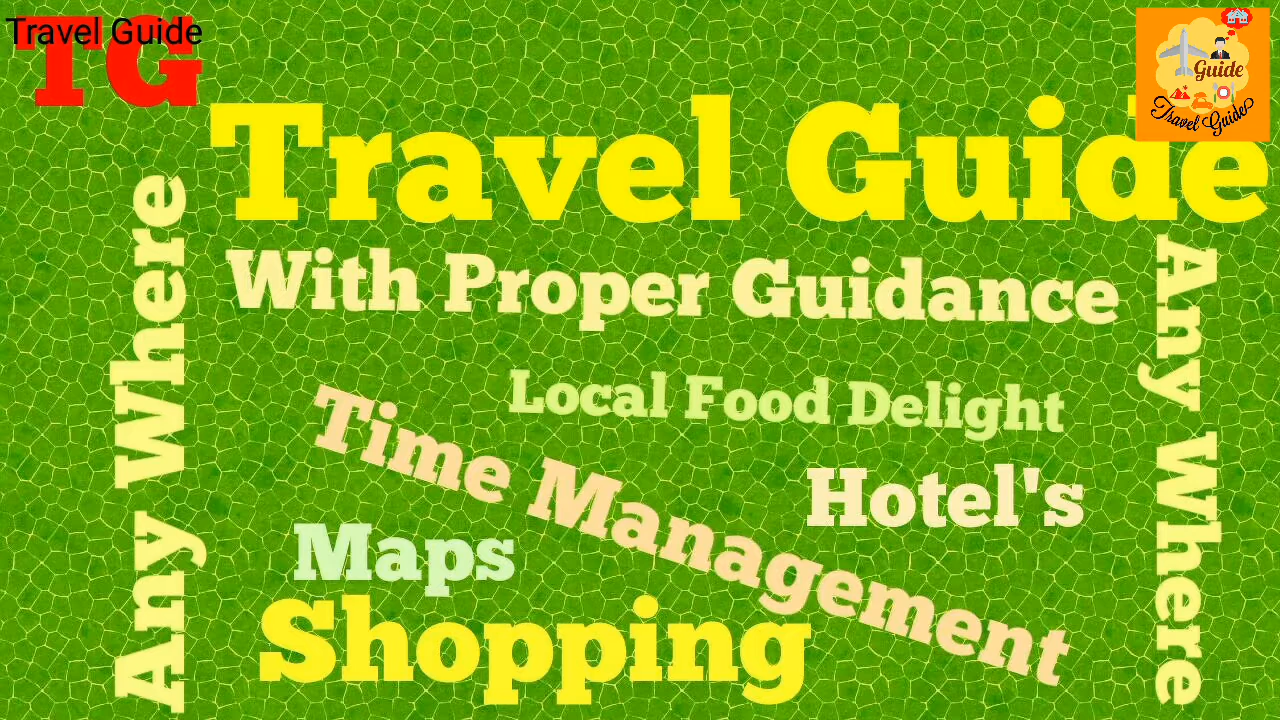 Travel Guide
TG
Guide
Travel Guide
Travel Guide
With Proper Guidance
Any Where
Any Where
Local Food Delight
Time Management
Hotel's
Maps
Shopping